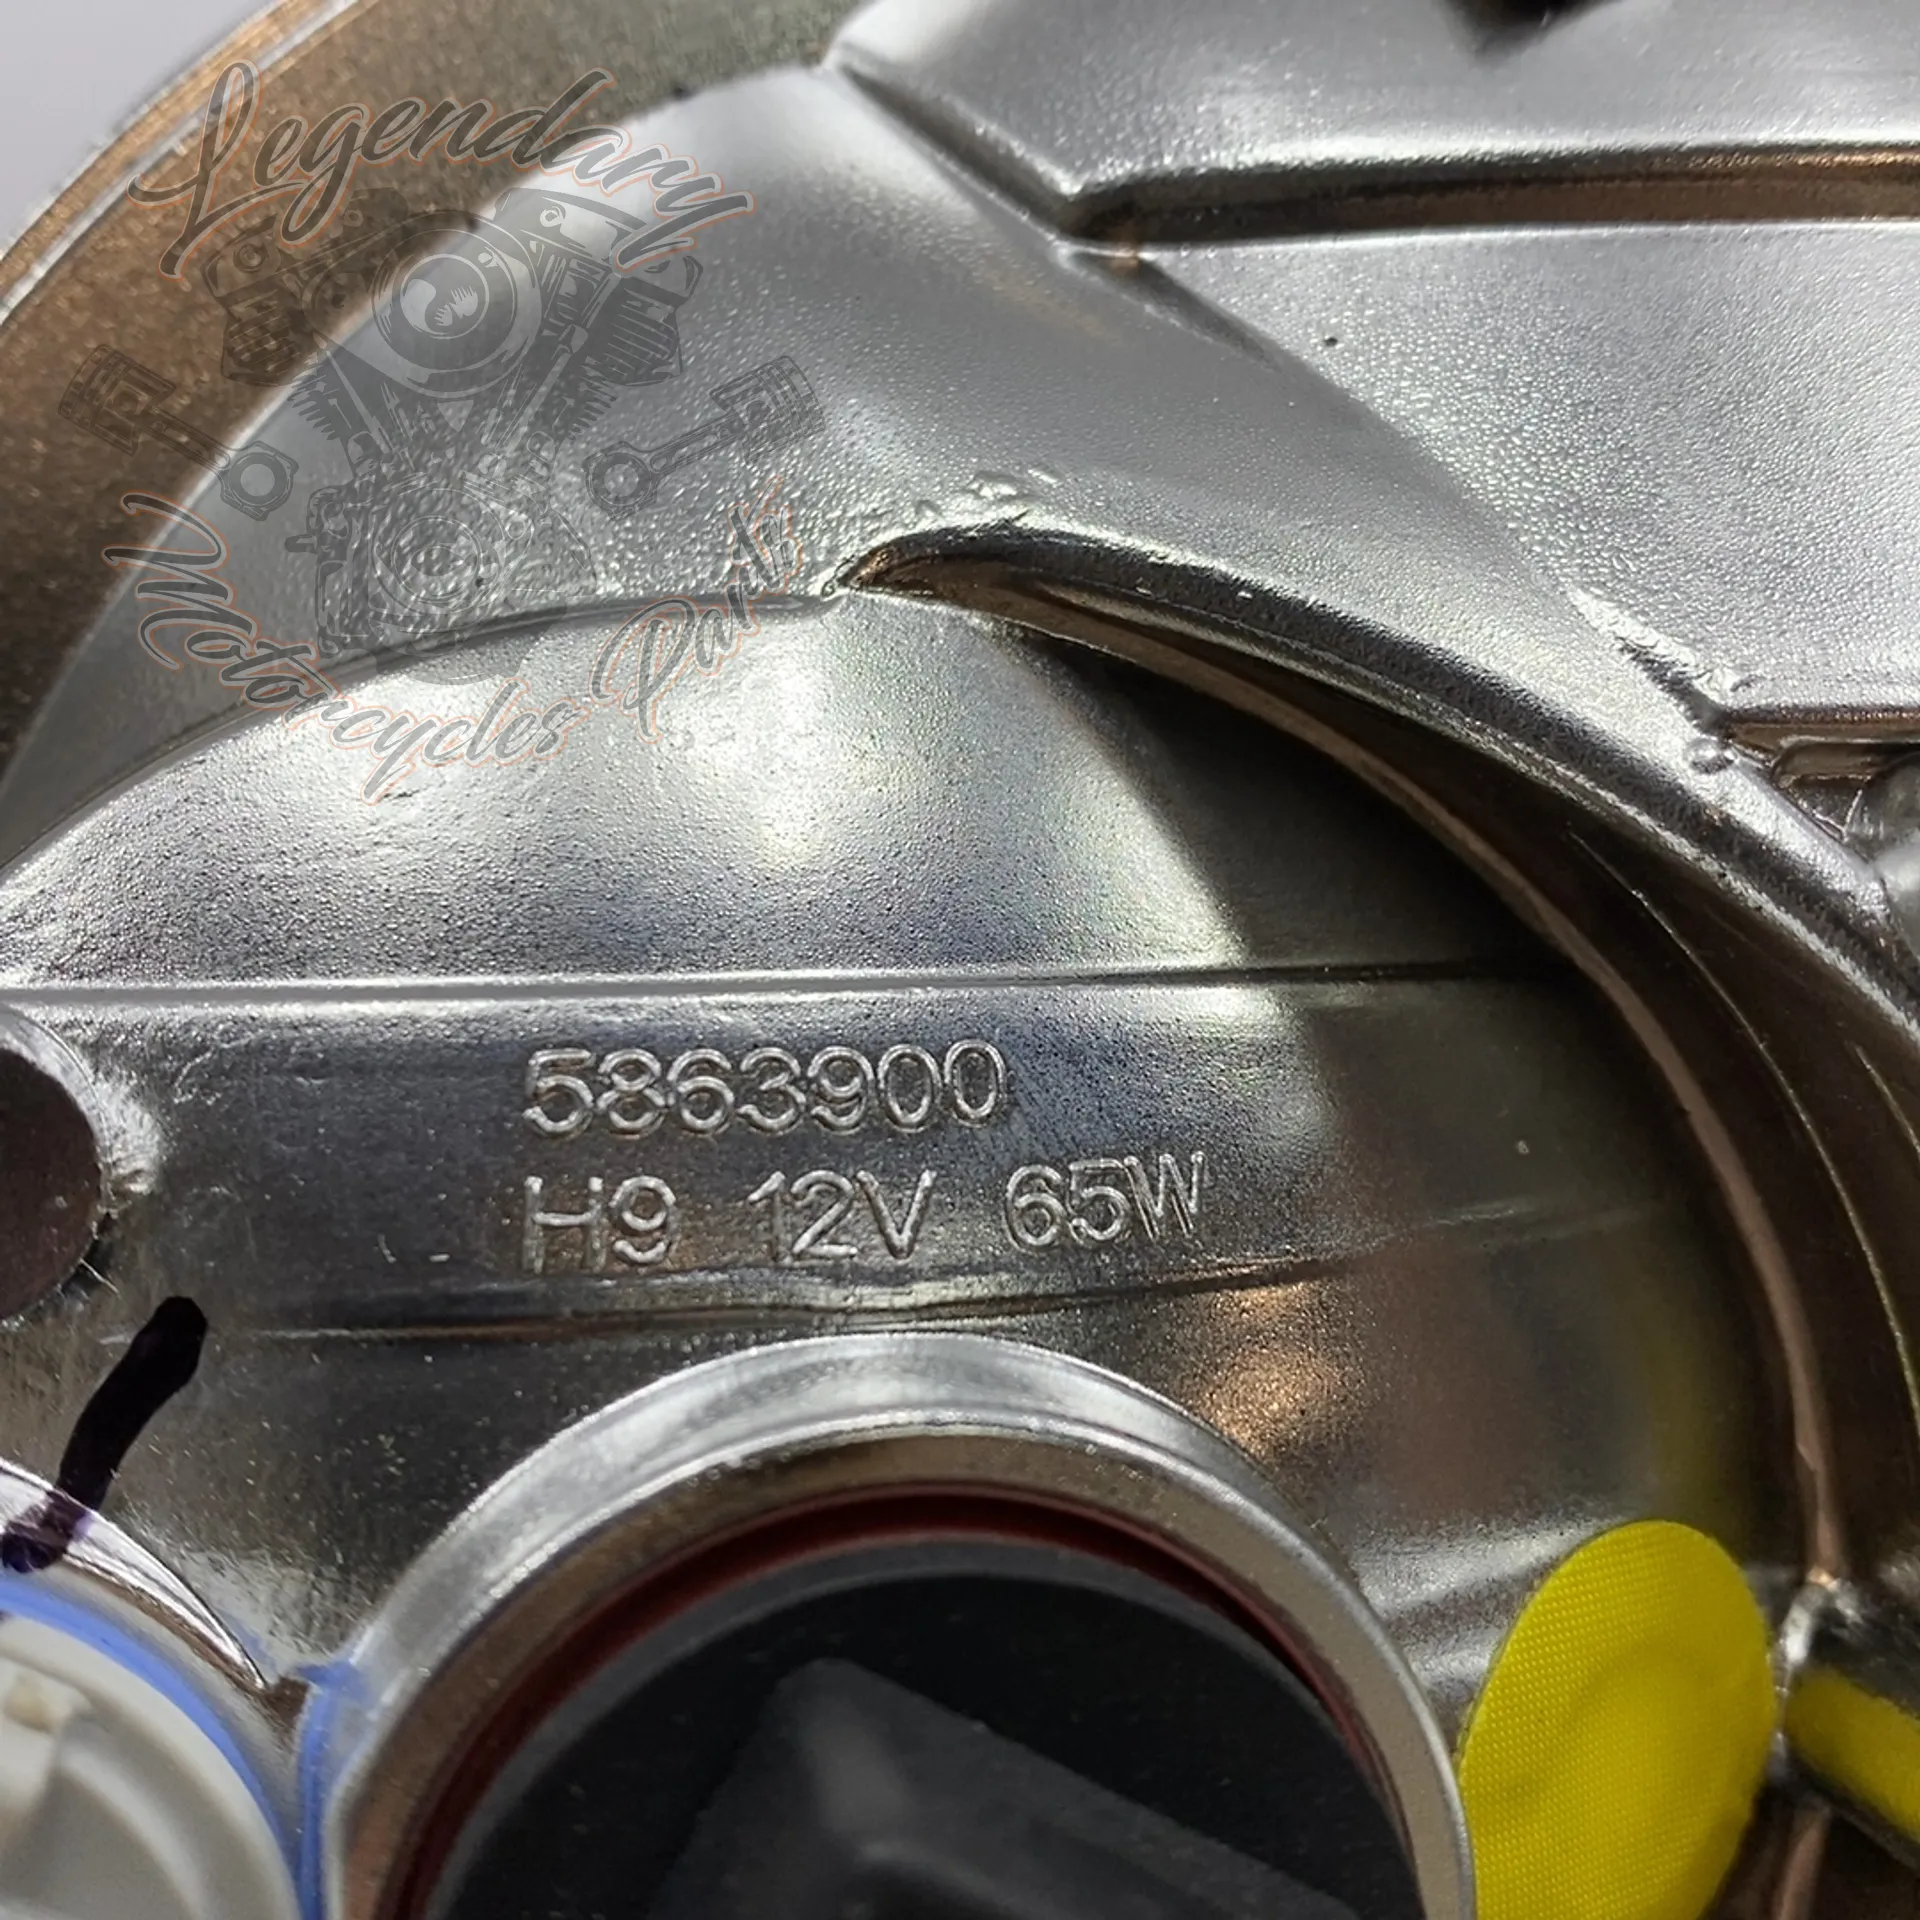 Legendary
Motorcycles Parts
5863900
H9 12V 65W